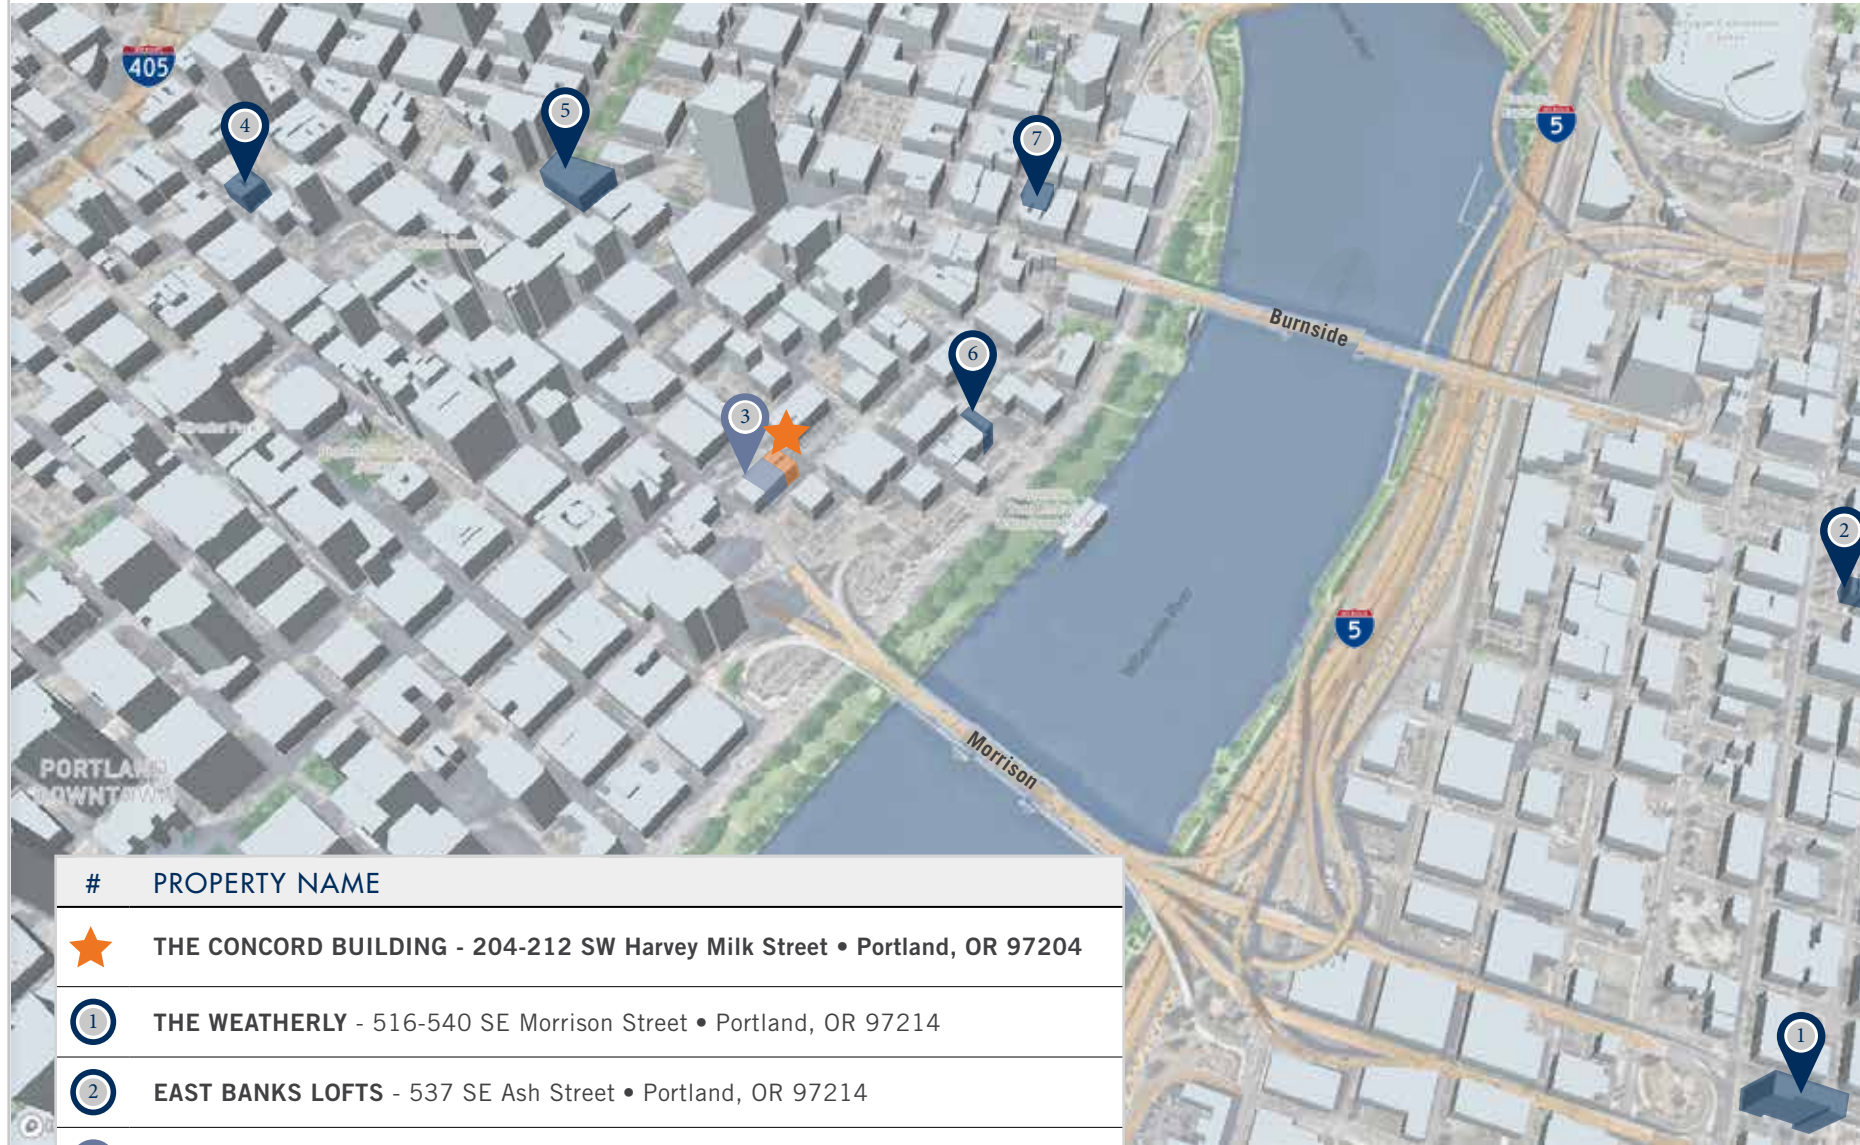 405
4
5
7
5
Burnside
6
3
2
Willamette River
5
PORTLAND
DOWNTOWN
Morrison
1
# PROPERTY NAME
THE CONCORD BUILDING - 204-212 SW Harvey Milk Street • Portland, OR 97204
1 THE WEATHERLY - 516-540 SE Morrison Street • Portland, OR 97214
2 EAST BANKS LOFTS - 537 SE Ash Street • Portland, OR 97214